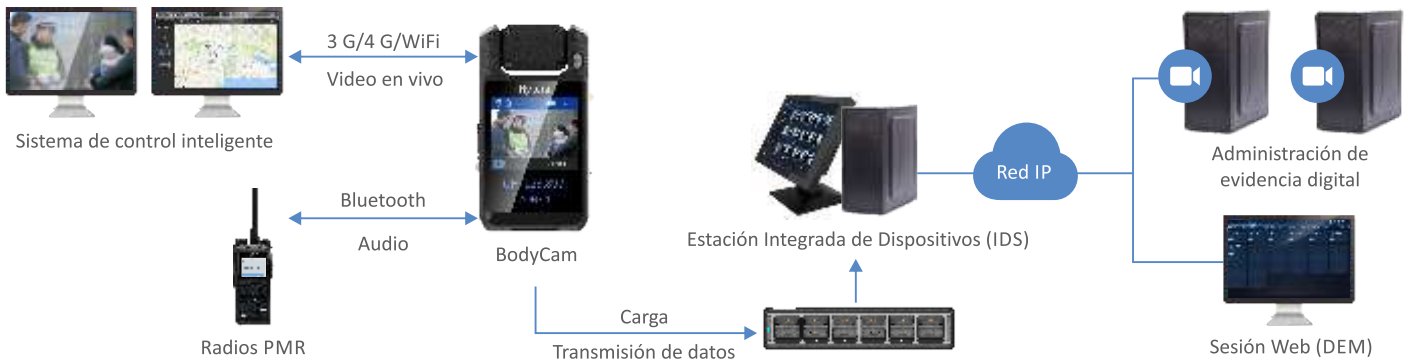 3 G/4 G/WiFi
Video en vivo
Sistema de control inteligente
Bluetooth
Audio
Radios PMR
Hytera
BodyCam
Carga
Transmisión de datos
Estación Integrada de Dispositivos (IDS)
Red IP
Administración de
evidencia digital
Sesión Web (DEM)